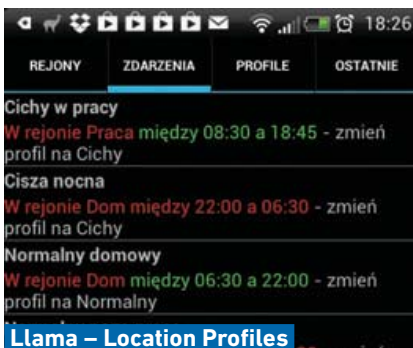 18:26
REJONY ZDARZENIA PROFILE OSTATNIE
Cichy w pracy
W rejonie Praca między 08:30 a 18:45 - zmień
profil na Cichy
Cisza nocna
W rejonie Dom między 22:00 a 06:30 - zmień
profil na Cichy
Normalny domowy
W rejonie Dom między 06:30 a 22:00 - zmień
profil na Normalny
Llama – Location Profiles